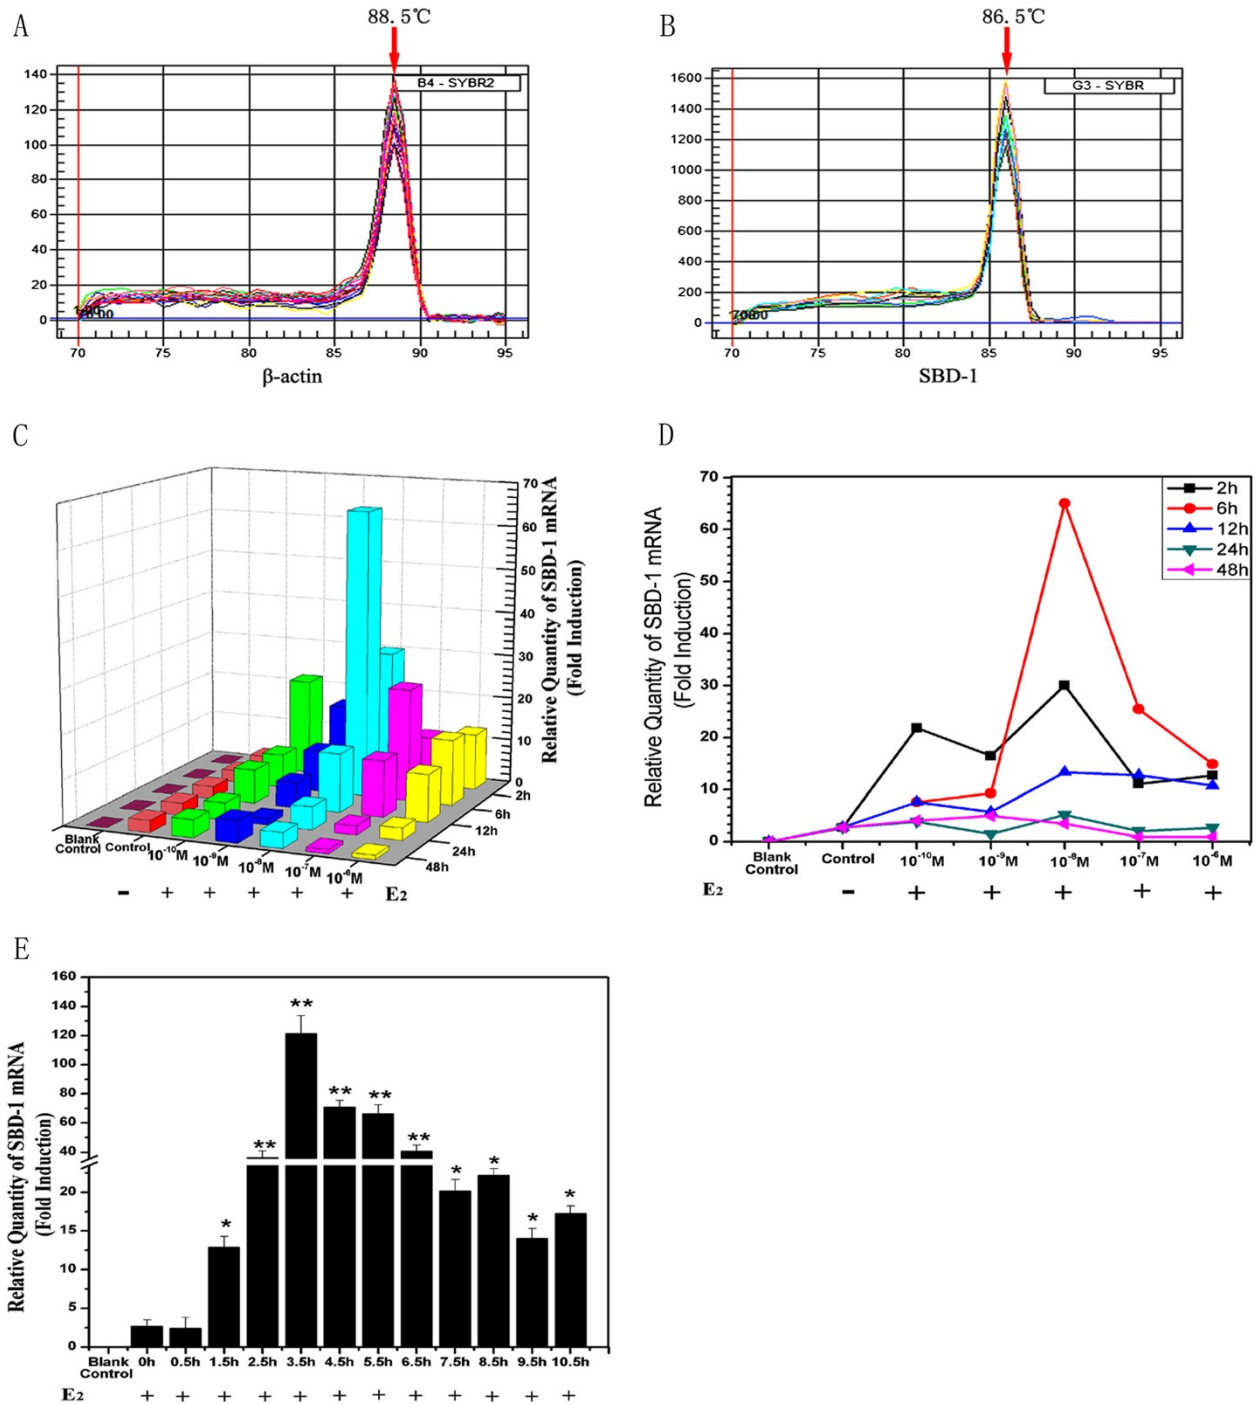 A
88.5℃
B4 - SYBR2
140
120
100
80
60
40
20
0
70 75 80 85 90 95
β-actin
B
86.5℃
G3 - SYBR
1600
1400
1200
1000
800
600
400
200
0
70 75 80 85 90 95
SBD-1
C
70
60
50
40
30
20
10
0
Relative Quantity of SBD-1 mRNA
(Fold Induction)
2h
6h
12h
24h
48h
Blank
Control
Control
10⁻¹⁰M
10⁻⁹M
10⁻⁸M
10⁻⁷M
10⁻⁶M
- + + + + + E₂
D
Relative Quantity of SBD-1 mRNA
(Fold Induction)
70
60
50
40
30
20
10
0
2h
6h
12h
24h
48h
Blank
Control
Control
10⁻¹⁰M
10⁻⁹M
10⁻⁸M
10⁻⁷M
10⁻⁶M
E₂ - + + + + +
E
Relative Quantity of SBD-1 mRNA
(Fold Induction)
160
140
120
100
80
60
40
20
15
10
5
0
* ** ** ** ** ** * * * *
Blank
Control
0h 0.5h 1.5h 2.5h 3.5h 4.5h 5.5h 6.5h 7.5h 8.5h 9.5h 10.5h
E₂ + + + + + + + + + + + +